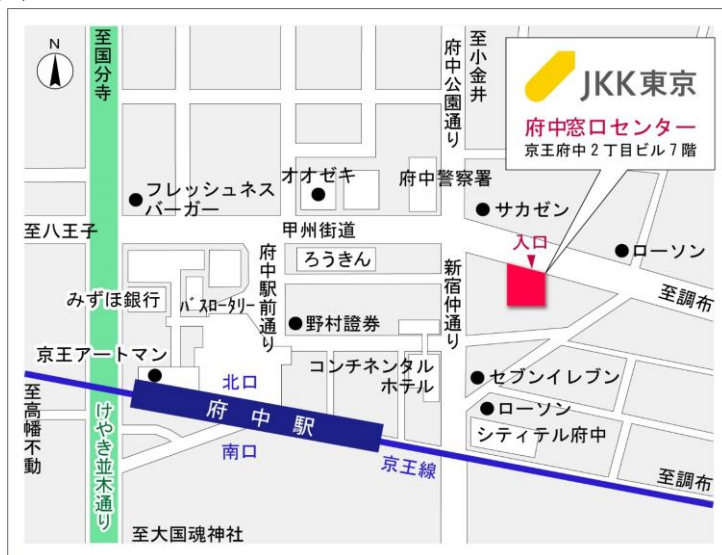 N
至国分寺
府中公園通り
至小金井
JKK東京
府中窓口センター
京王府中2丁目ビル7階
フレッシュネス
バーガー
オオゼキ
府中警察署
サカゼン
至八王子
甲州街道
入口
ローソン
府中駅前通り
ろうきん
新宿仲通り
至調布
みずほ銀行
バスロータリー
野村證券
京王アートマン
コンチネンタル
ホテル
セブンイレブン
北口
ローソン
至高幡不動
けやき並木通り
府中駅
シティテル府中
南口
京王線
至調布
至大国魂神社